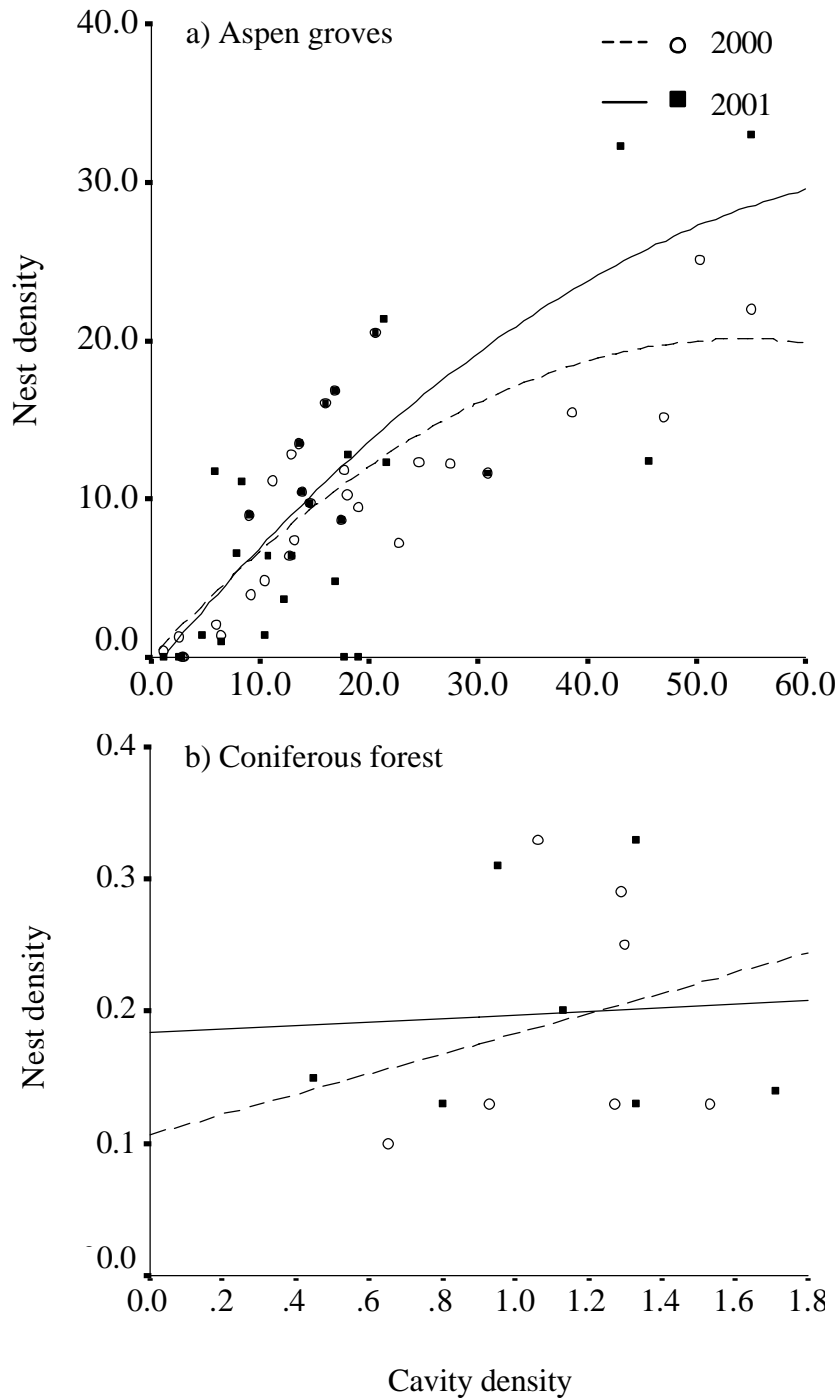 40.0
a) Aspen groves
2000
2001
30.0
20.0
10.0
0.0
Nest density
0.0 10.0 20.0 30.0 40.0 50.0 60.0
0.4
b) Coniferous forest
0.3
0.2
0.1
0.0
Nest density
0.0 .2 .4 .6 .8 1.0 1.2 1.4 1.6 1.8
Cavity density